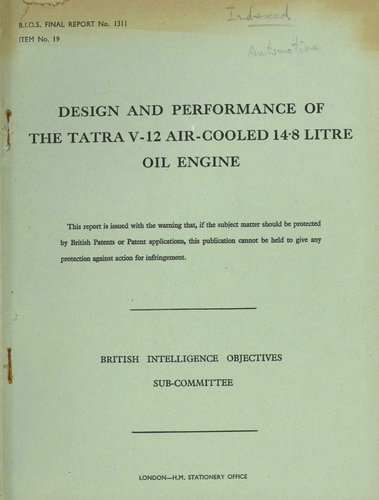 B.I.O.S. FINAL REPORT No. 1311
ITEM No. 19
Indexed
Automotive
DESIGN AND PERFORMANCE OF
THE TATRA V-12 AIR-COOLED 14·8 LITRE
OIL ENGINE
This report is issued with the warning that, if the subject matter should be protected
by British Patents or Patent applications, this publication cannot be held to give any
protection against action for infringement.
BRITISH INTELLIGENCE OBJECTIVES
SUB-COMMITTEE
LONDON—H.M. STATIONERY OFFICE